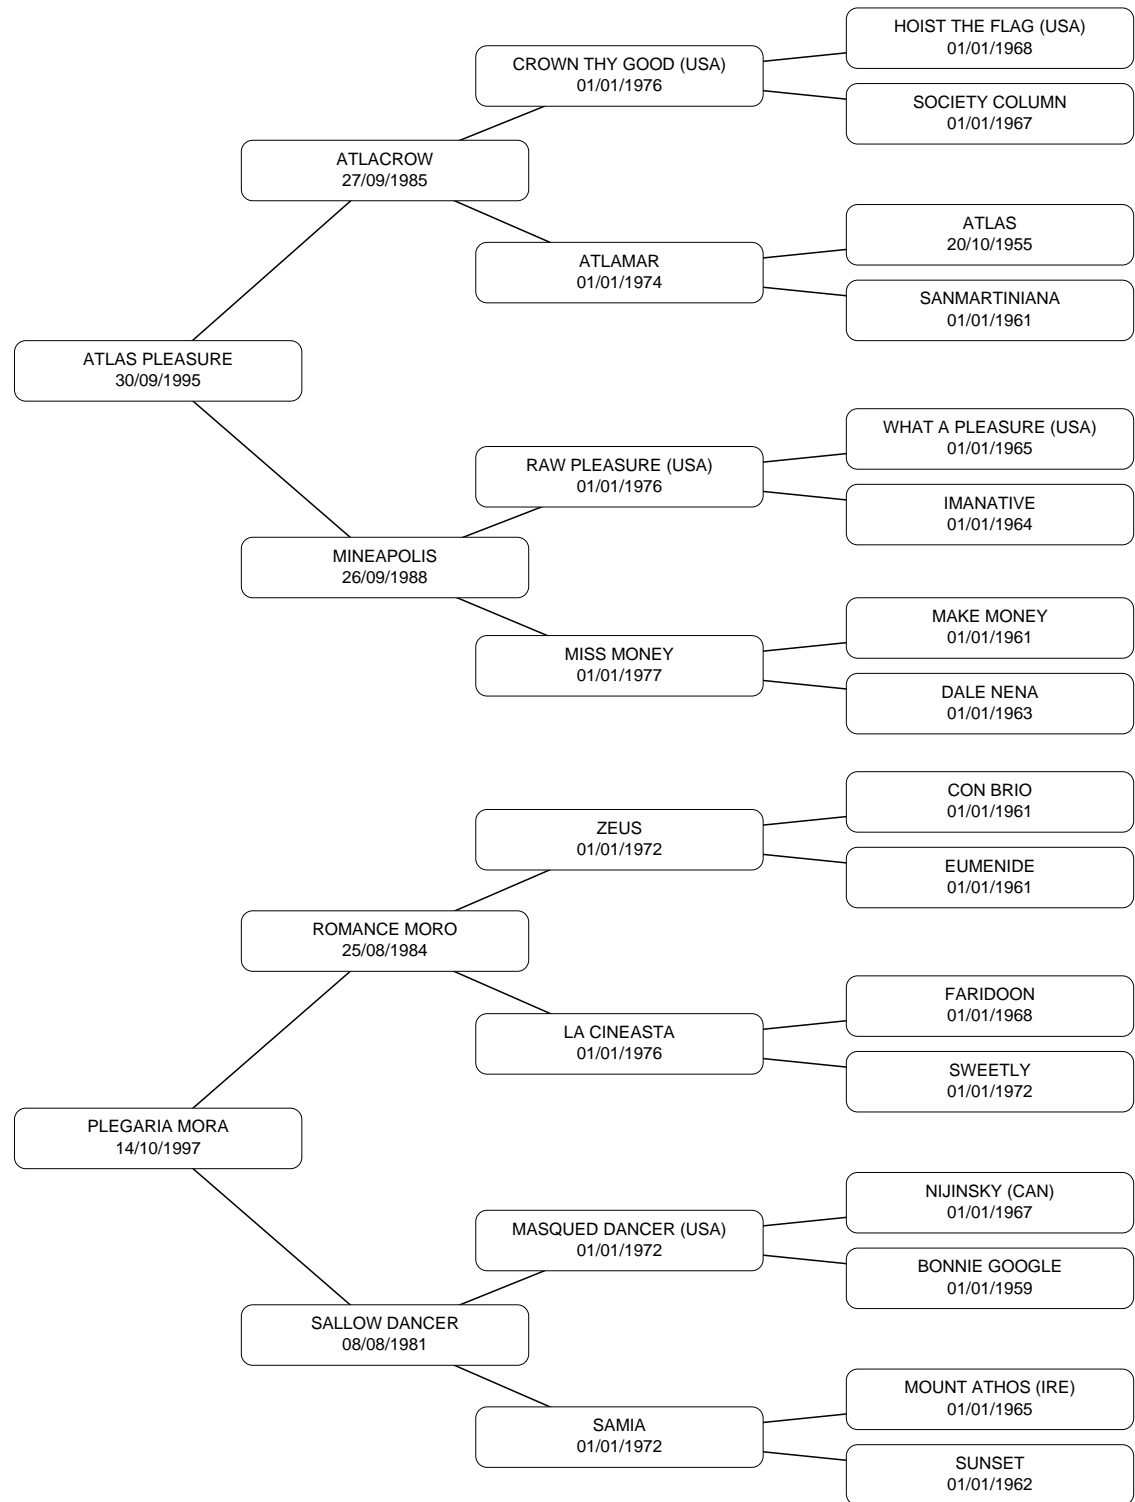 HOIST THE FLAG (USA)
01/01/1968
CROWN THY GOOD (USA)
01/01/1976
SOCIETY COLUMN
01/01/1967
ATLACROW
27/09/1985
ATLAS
20/10/1955
ATLAMAR
01/01/1974
SANMARTINIANA
01/01/1961
ATLAS PLEASURE
30/09/1995
WHAT A PLEASURE (USA)
01/01/1965
RAW PLEASURE (USA)
01/01/1976
IMANATIVE
01/01/1964
MINEAPOLIS
26/09/1988
MAKE MONEY
01/01/1961
MISS MONEY
01/01/1977
DALE NENA
01/01/1963
CON BRIO
01/01/1961
ZEUS
01/01/1972
EUMENIDE
01/01/1961
ROMANCE MORO
25/08/1984
FARIDOON
01/01/1968
LA CINEASTA
01/01/1976
SWEETLY
01/01/1972
PLEGARIA MORA
14/10/1997
NIJINSKY (CAN)
01/01/1967
MASQUED DANCER (USA)
01/01/1972
BONNIE GOOGLE
01/01/1959
SALLOW DANCER
08/08/1981
MOUNT ATHOS (IRE)
01/01/1965
SAMIA
01/01/1972
SUNSET
01/01/1962